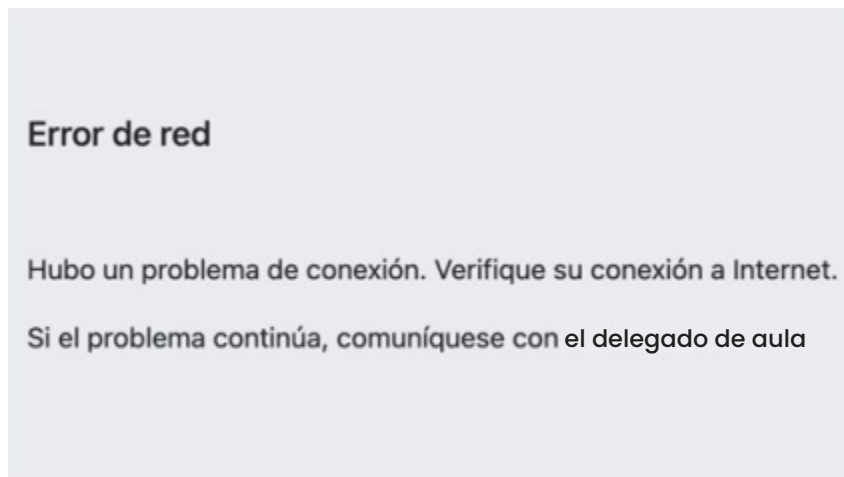 Error de red
Hubo un problema de conexión. Verifique su conexión a Internet.
Si el problema continúa, comuníquese con el delegado de aula